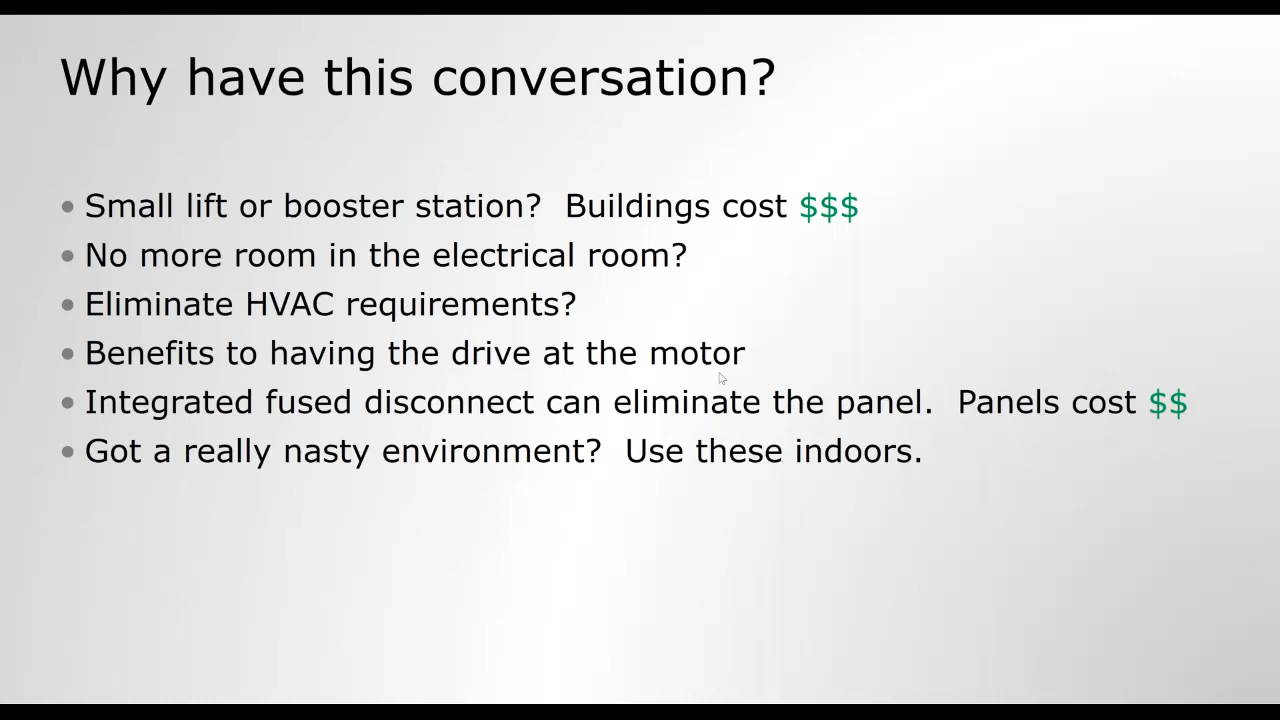 Why have this conversation?
• Small lift or booster station?  Buildings cost $$$
• No more room in the electrical room?
• Eliminate HVAC requirements?
• Benefits to having the drive at the motor
• Integrated fused disconnect can eliminate the panel.  Panels cost $$
• Got a really nasty environment?  Use these indoors.